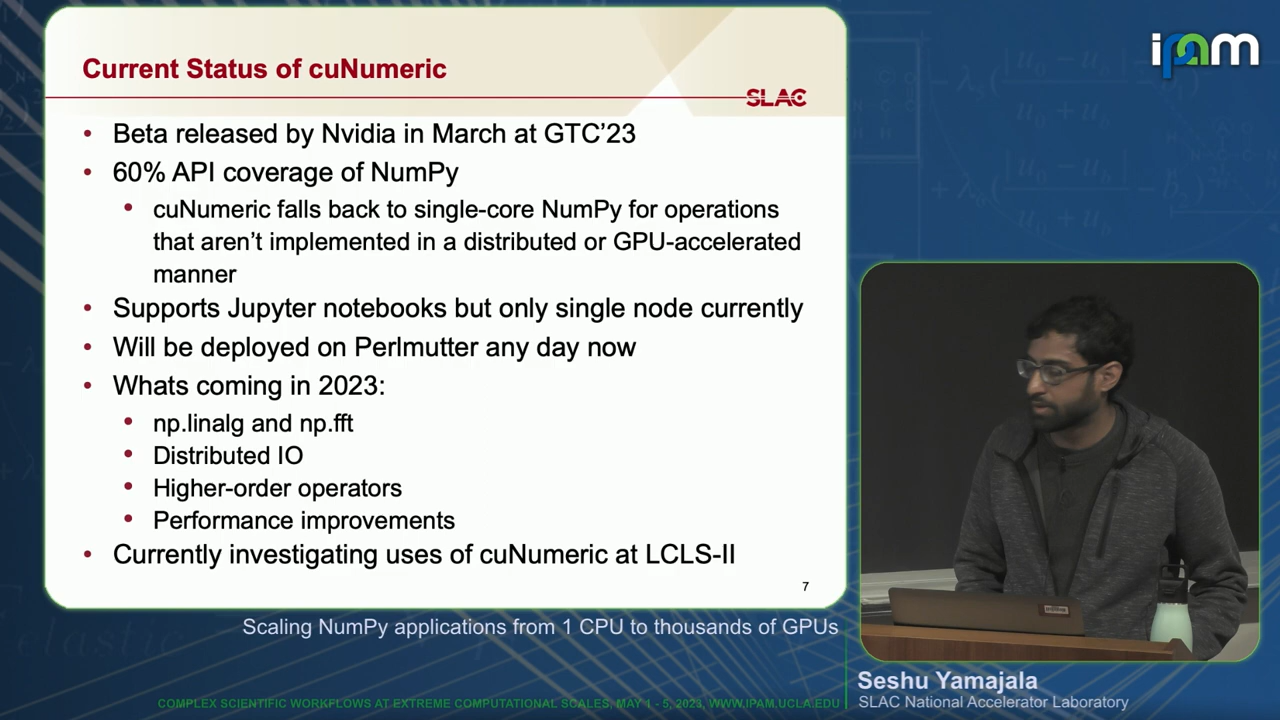 Current Status of cuNumeric
SLAC
• Beta released by Nvidia in March at GTC’23
• 60% API coverage of NumPy
• cuNumeric falls back to single-core NumPy for operations
that aren’t implemented in a distributed or GPU-accelerated
manner
• Supports Jupyter notebooks but only single node currently
• Will be deployed on Perlmutter any day now
• Whats coming in 2023:
• np.linalg and np.fft
• Distributed IO
• Higher-order operators
• Performance improvements
• Currently investigating uses of cuNumeric at LCLS-II
7
ipam
Scaling NumPy applications from 1 CPU to thousands of GPUs
Seshu Yamajala
SLAC National Accelerator Laboratory
COMPLEX SCIENTIFIC WORKFLOWS AT EXTREME COMPUTATIONAL SCALES, MAY 1 - 5, 2023, WWW.IPAM.UCLA.EDU
elastic